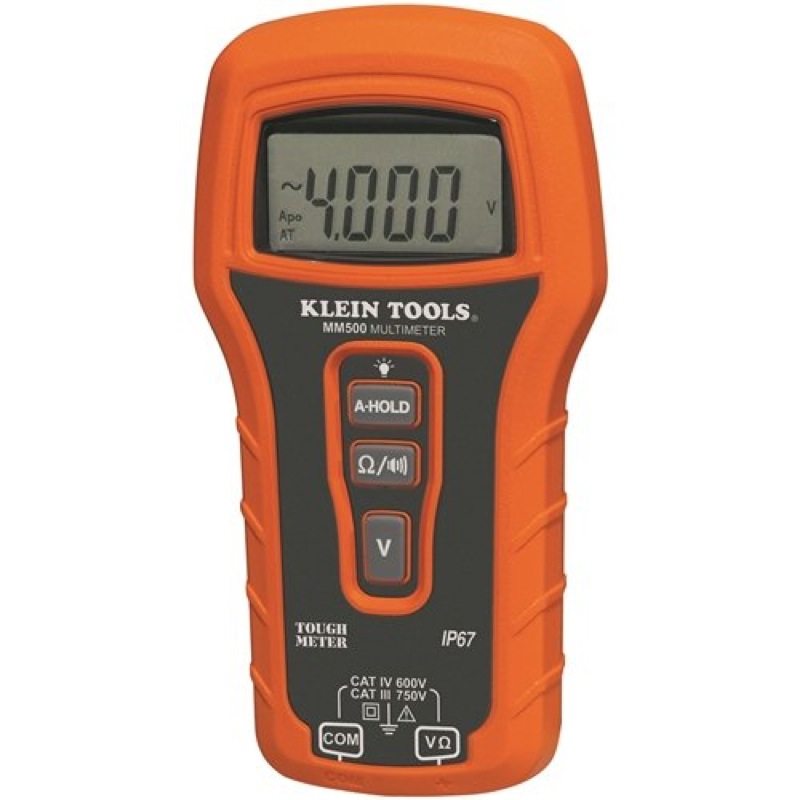 ~4.000 V
Apo
AT
KLEIN TOOLS®
MM500 MULTIMETER
A-HOLD
Ω/
V
TOUGH METER
IP67
CAT IV 600V
CAT III 750V
COM
VΩ
COM +